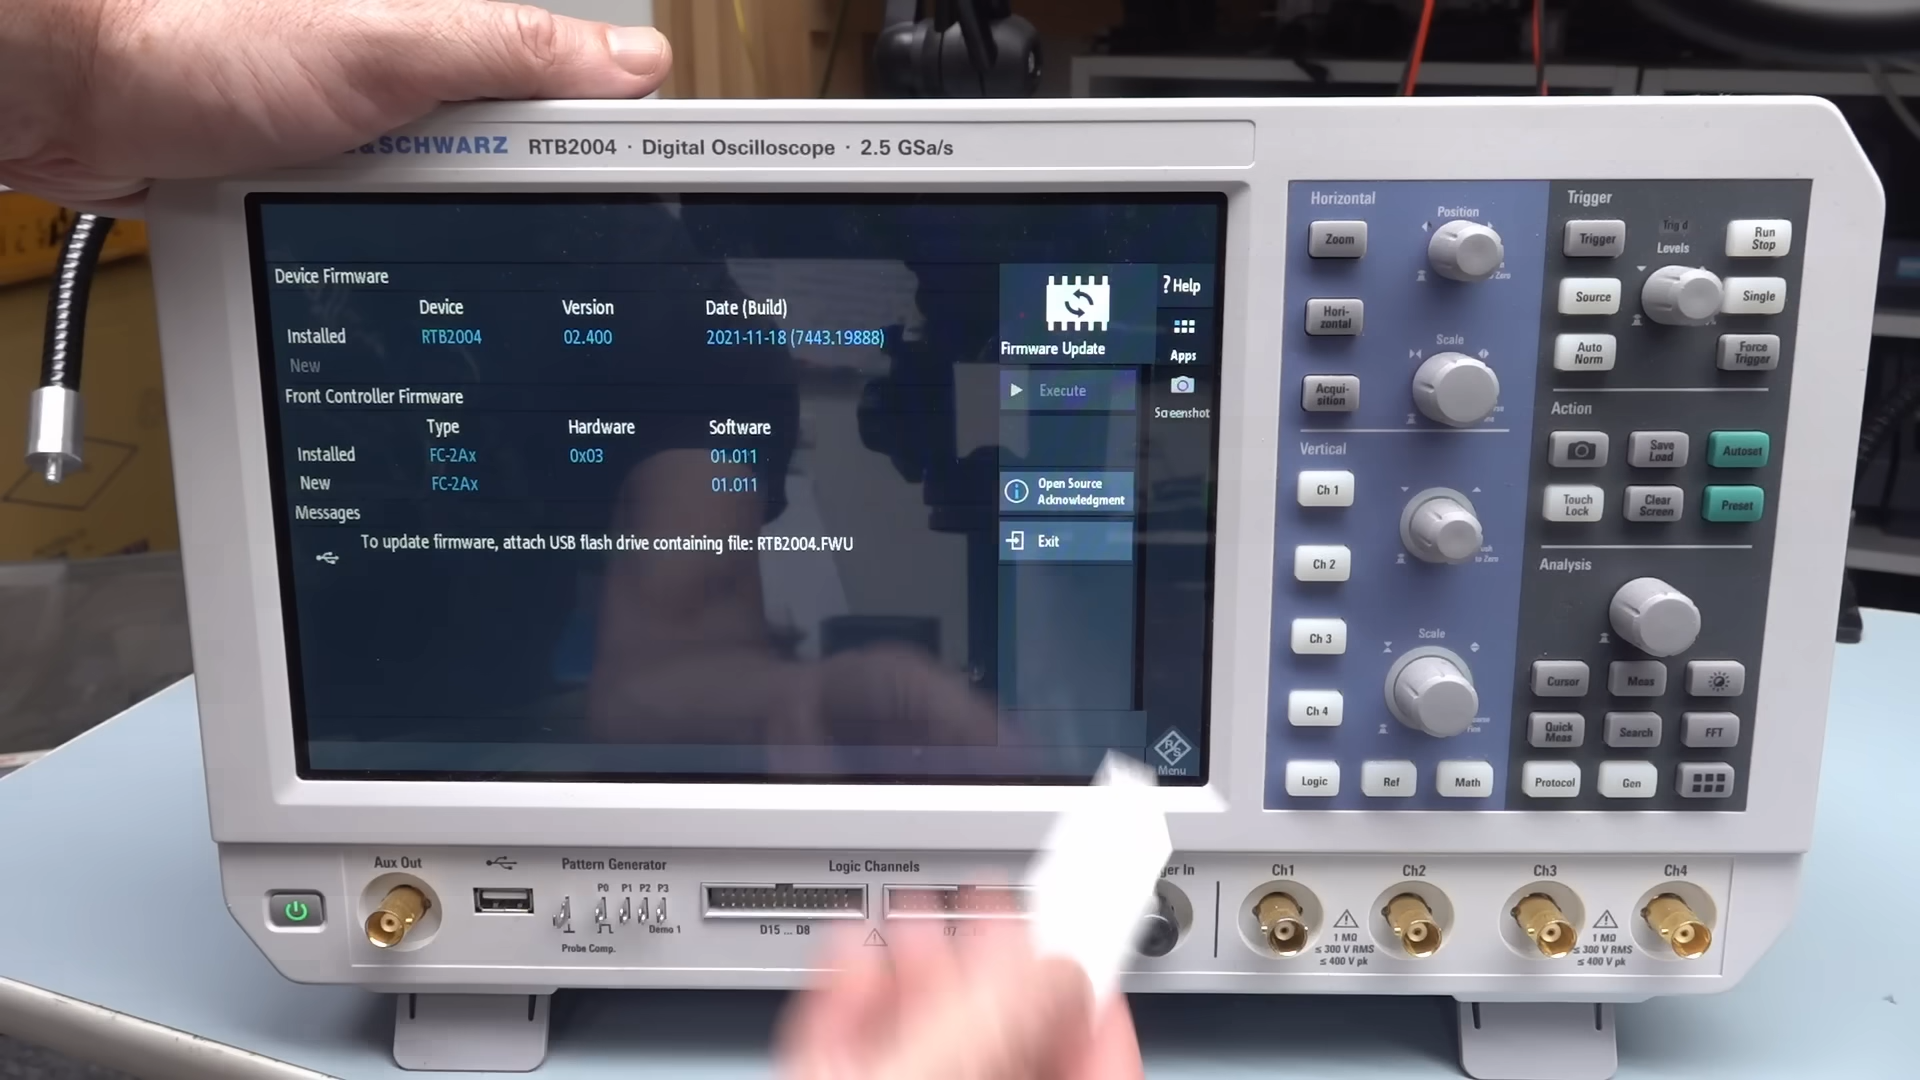 &SCHWARZ RTB2004 · Digital Oscilloscope · 2.5 GSa/s
Device Firmware
Device Version Date (Build)
Installed RTB2004 02.400 2021-11-18 (7443.19888)
New
Front Controller Firmware
Type Hardware Software
Installed FC-2Ax 0x03 01.011
New FC-2Ax 01.011
Messages
To update firmware, attach USB flash drive containing file: RTB2004.FWU
Firmware Update
Execute
Open Source
Acknowledgment
Exit
?Help
Apps
Screenshot
R&S
Menu
Horizontal
Zoom
Position
Zero
Hori-
zontal
Scale
Acqui-
sition
Vertical
Ch 1
to Zero
Ch 2
Ch 3
Scale
Ch 4
Logic
Ref
Math
Trigger
Trigger
Trig'd
Levels
Run
Stop
Source
Single
Auto
Norm
Force
Trigger
Action
Save
Load
Autoset
Touch
Lock
Clear
Screen
Preset
Analysis
Cursor
Meas
Quick
Meas
Search
FFT
Protocol
Gen
Aux Out
Pattern Generator
P0 P1 P2 P3
Demo 1
Probe Comp.
Logic Channels
D15 ... D8
ger In
Ch1
Ch2
Ch3
Ch4
1 MΩ
≤ 300 V RMS
≤ 400 V pk
1 MΩ
≤ 300 V RMS
≤ 400 V pk